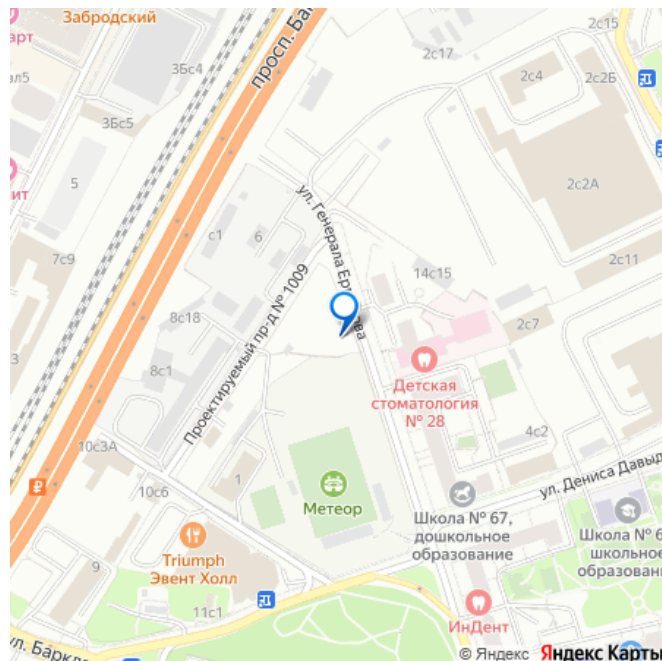 Забродский
арт
3Бс4
просп. Ба
2с15
2с17
2с4
2с2Б
ал5
3Бс5
5
ит
2с2А
ул. Генерала Ер
ва
с1
6
7с9
14с15
2с11
Проектируемый пр-д № 1009
8с18
2с7
3
8с1
Детская
стоматология
№ 28
4с2
10с3А
ул. Дениса Давыд
10с6
1
Метеор
Школа № 67,
дошкольное
образование
Школа № 6
школьное
образовани
Triumph
Эвент Холл
9
11с1
ИнДент
ул. Баркл
© Яндекс Яндекс Карты